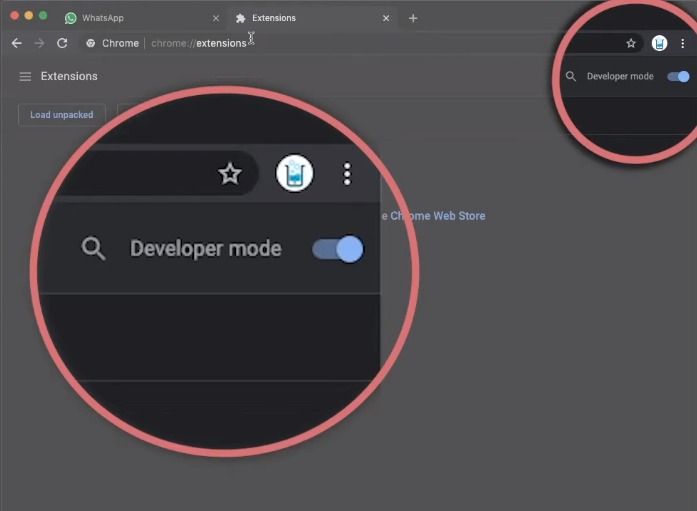 WhatsApp
Extensions
Chrome
chrome://extensions
Extensions
Developer mode
Load unpacked
e Chrome Web Store
Developer mode